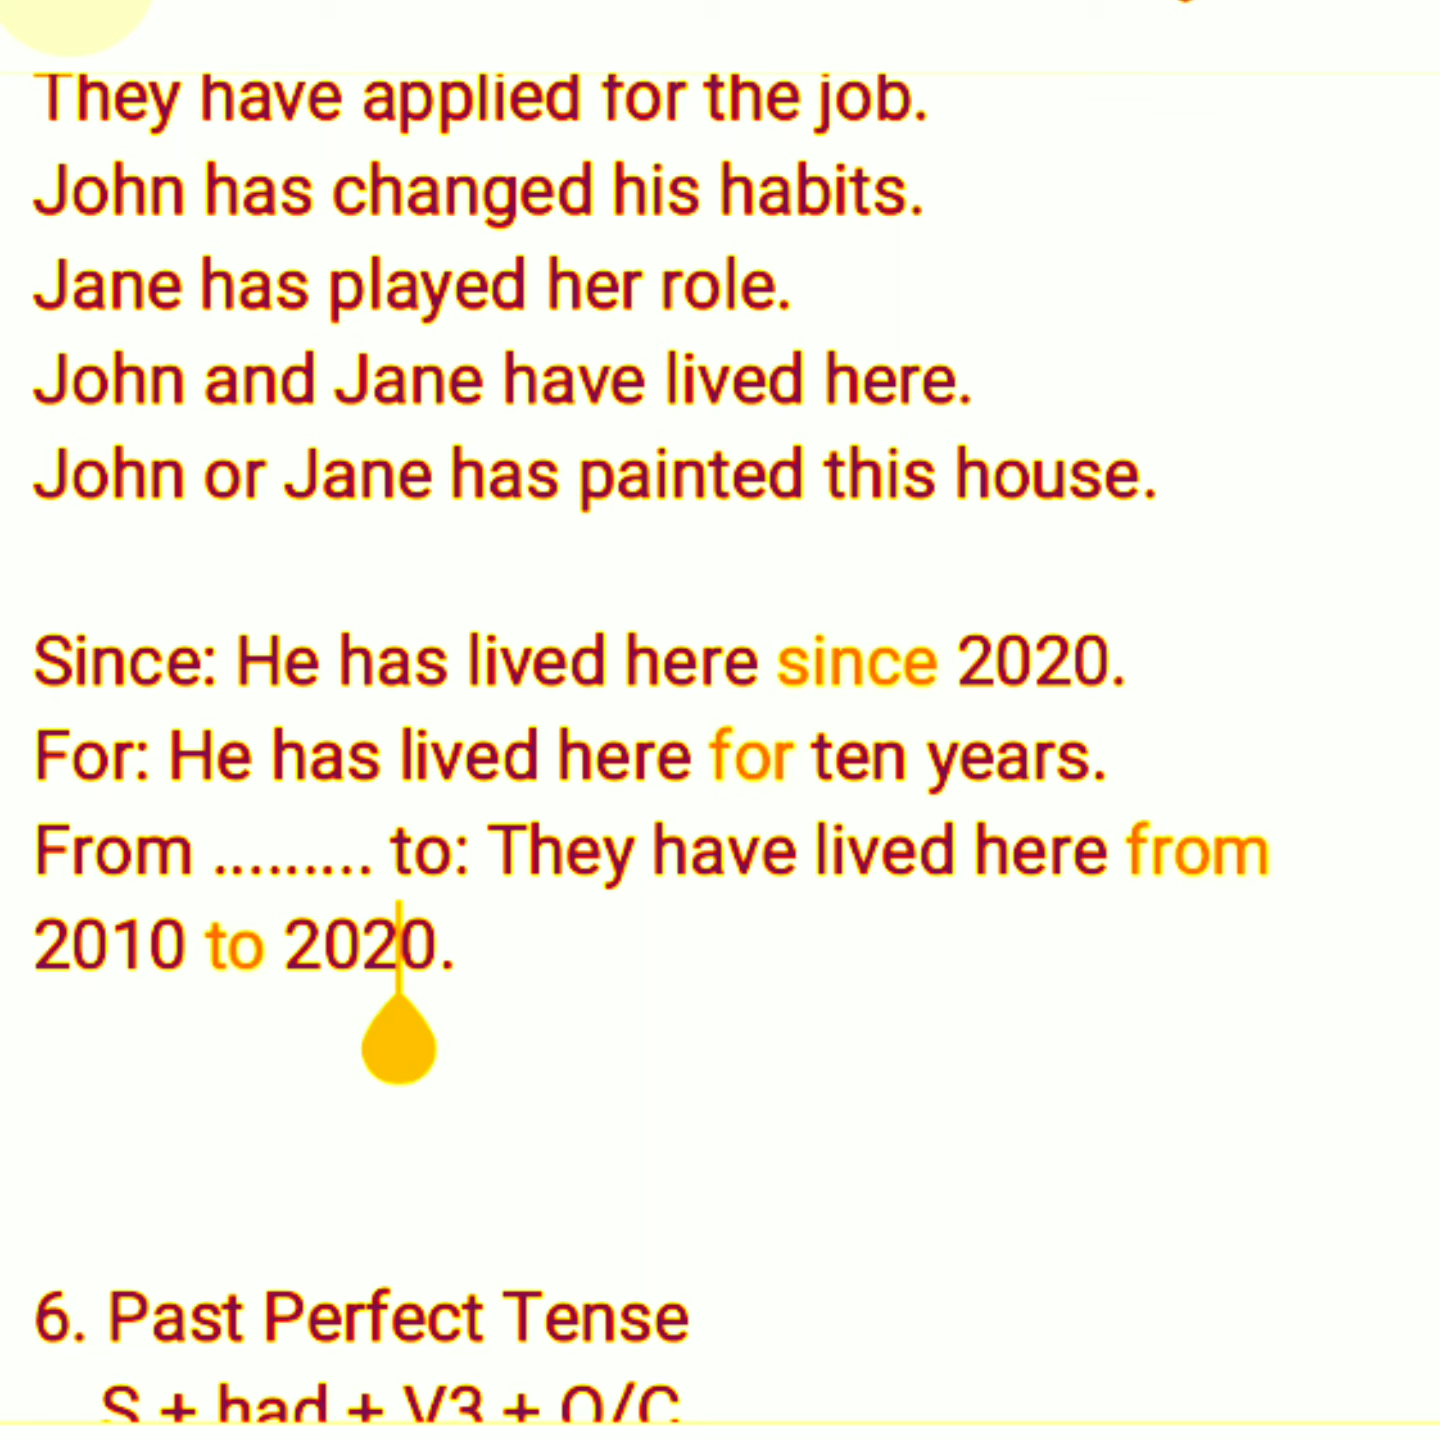 They have applied for the job.
John has changed his habits.
Jane has played her role.
John and Jane have lived here.
John or Jane has painted this house.
Since: He has lived here since 2020.
For: He has lived here for ten years.
From ......... to: They have lived here from
2010 to 2020.
6. Past Perfect Tense
S + had + V3 + O/C